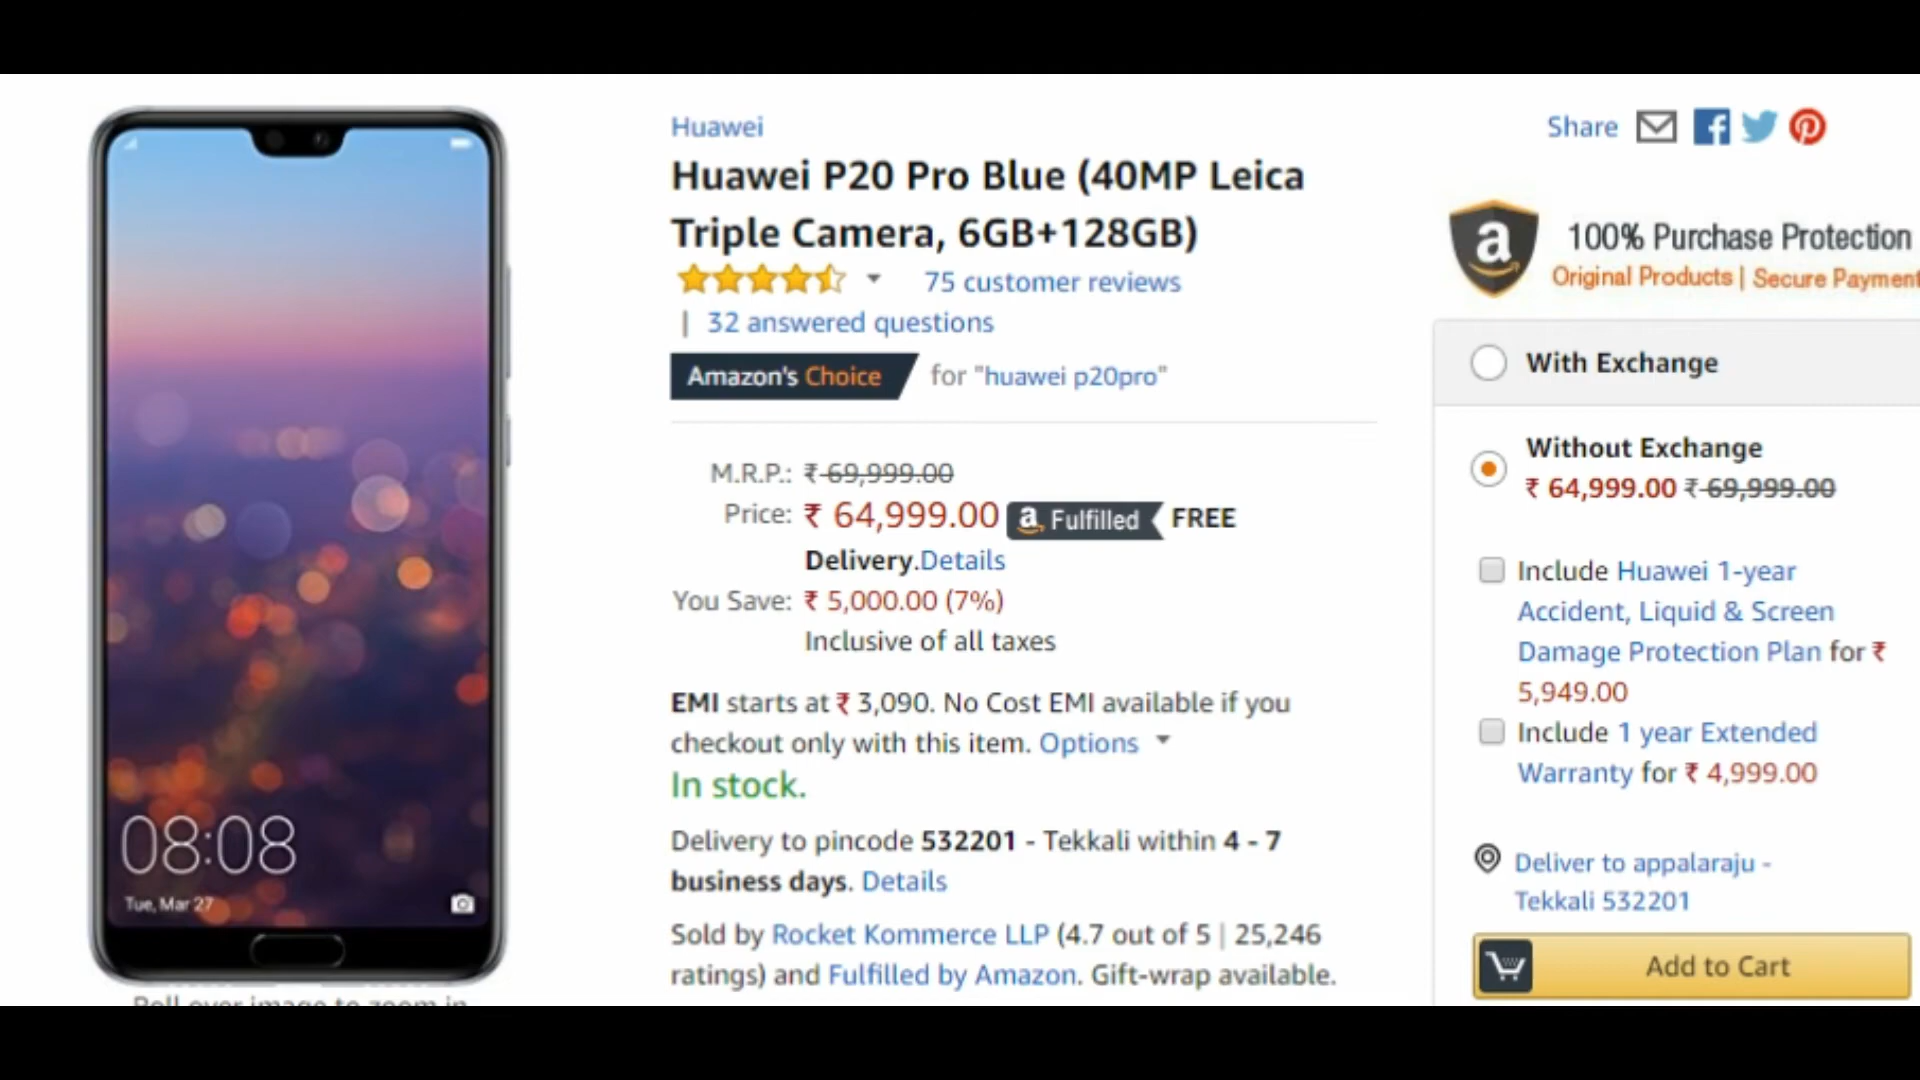 08:08
Tue, Mar 27
Roll over image to zoom in
Huawei
Huawei P20 Pro Blue (40MP Leica
Triple Camera, 6GB+128GB)
75 customer reviews
| 32 answered questions
Amazon's Choice for "huawei p20pro"
M.R.P.: ₹ 69,999.00
Price: ₹ 64,999.00 a Fulfilled FREE
Delivery.Details
You Save: ₹ 5,000.00 (7%)
Inclusive of all taxes
EMI starts at ₹ 3,090. No Cost EMI available if you
checkout only with this item. Options
In stock.
Delivery to pincode 532201 - Tekkali within 4 - 7
business days. Details
Sold by Rocket Kommerce LLP (4.7 out of 5 | 25,246
ratings) and Fulfilled by Amazon. Gift-wrap available.
Share
a 100% Purchase Protection
Original Products | Secure Payment
With Exchange
Without Exchange
₹ 64,999.00 ₹ 69,999.00
Include Huawei 1-year
Accident, Liquid & Screen
Damage Protection Plan for ₹
5,949.00
Include 1 year Extended
Warranty for ₹ 4,999.00
Deliver to appalaraju -
Tekkali 532201
Add to Cart